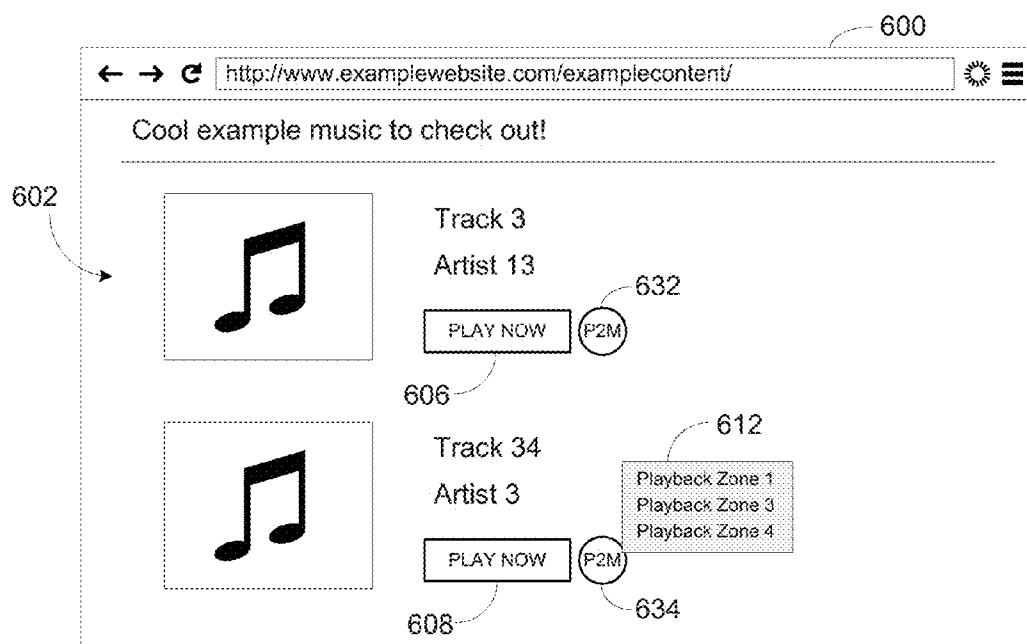 600
http://www.examplewebsite.com/examplecontent/
Cool example music to check out!
602
Track 3
Artist 13
632
PLAY NOW
P2M
606
612
Track 34
Playback Zone 1
Artist 3
Playback Zone 3
Playback Zone 4
PLAY NOW
P2M
608
634